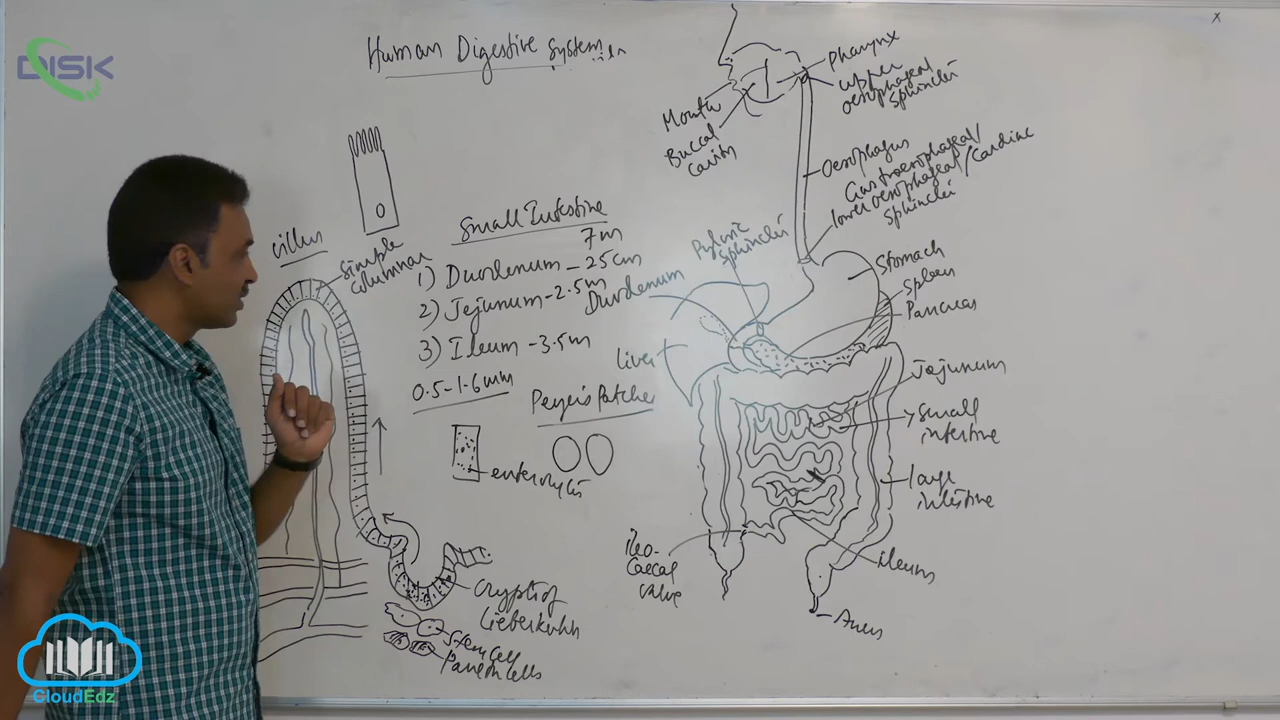 DISK
Human Digestive System
x
Pharynx
Upper
oesophageal
sphincter
Mouth
Buccal
cavity
Oesophagus
Gastroesophageal/
lower oesophageal/Cardiac
sphincter
villus
Simple
columnar
Small Intestine
7m
1) Duodenum - 25cm
2) Jejunum - 2.5m
3) Ileum - 3.5m
0.5-1.6mm
Peyer's Patches
enterocytes
Pyloric
sphincter
Duodenum
Stomach
Spleen
Pancreas
liver
Jejunum
Small
intestine
large
intestine
Ileo-
caecal
valve
Ileum
Anus
Crypts of
Lieberkuhn
Stem cell
Paneth cells
CloudEdz